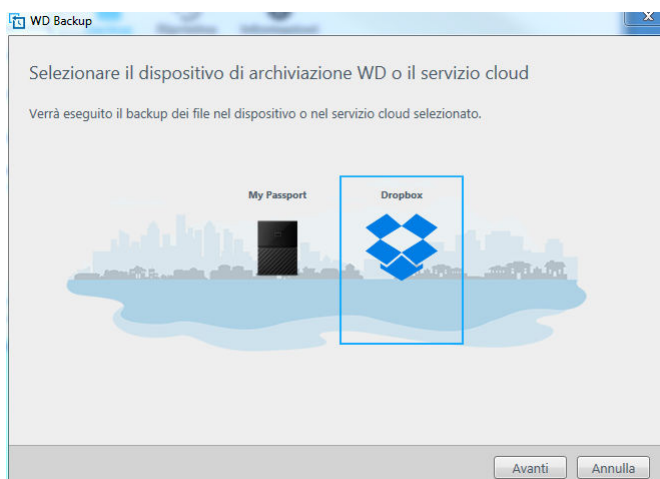 WD Backup
Selezionare il dispositivo di archiviazione WD o il servizio cloud
Verrà eseguito il backup dei file nel dispositivo o nel servizio cloud selezionato.
My Passport
Dropbox
Avanti
Annulla